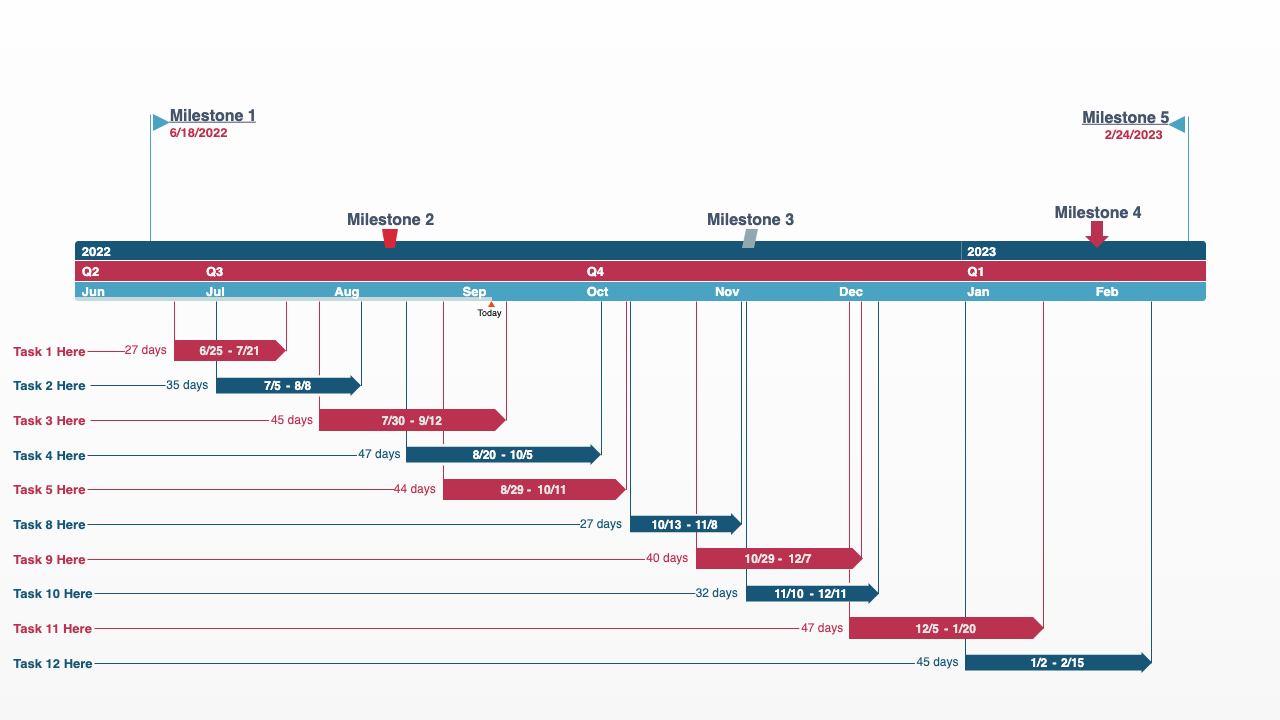 Milestone 1
6/18/2022
Milestone 5
2/24/2023
Milestone 2
Milestone 3
Milestone 4
2022 2023
Q2 Q3 Q4 Q1
Jun Jul Aug Sep Oct Nov Dec Jan Feb
Today
Task 1 Here 27 days 6/25 - 7/21
Task 2 Here 35 days 7/5 - 8/8
Task 3 Here 45 days 7/30 - 9/12
Task 4 Here 47 days 8/20 - 10/5
Task 5 Here 44 days 8/29 - 10/11
Task 8 Here 27 days 10/13 - 11/8
Task 9 Here 40 days 10/29 - 12/7
Task 10 Here 32 days 11/10 - 12/11
Task 11 Here 47 days 12/5 - 1/20
Task 12 Here 45 days 1/2 - 2/15